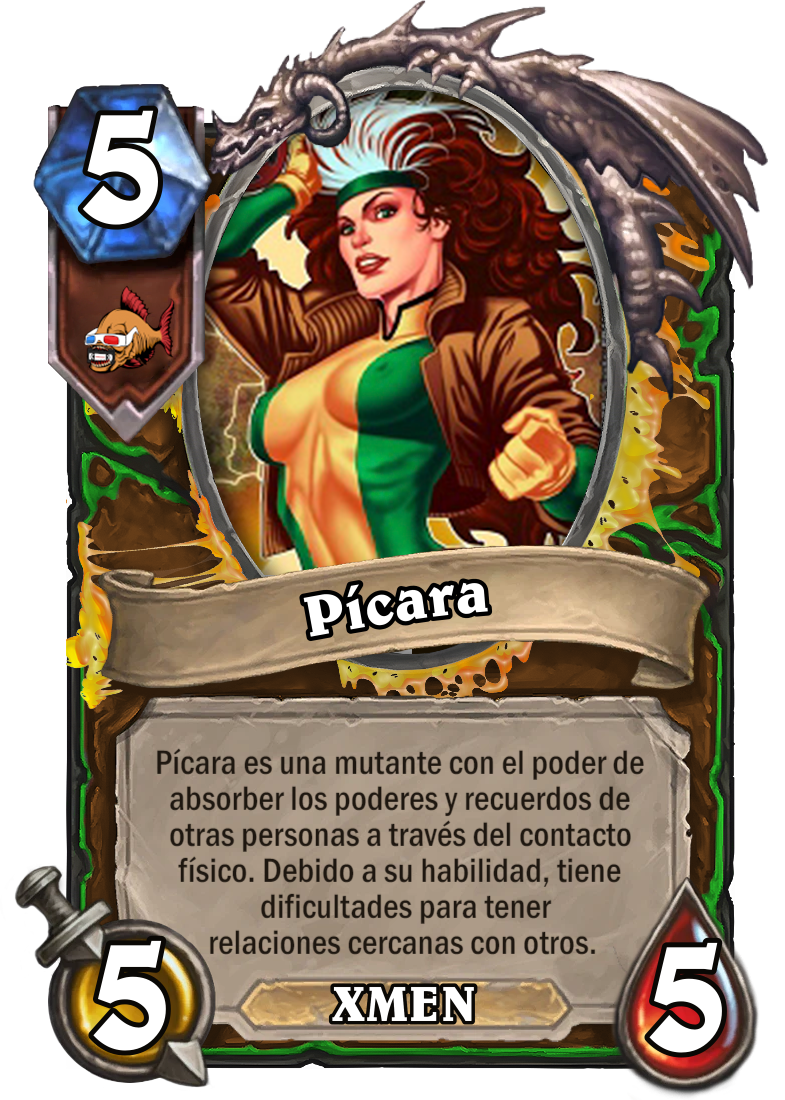 5
Pícara
Pícara es una mutante con el poder de
absorber los poderes y recuerdos de
otras personas a través del contacto
físico. Debido a su habilidad, tiene
dificultades para tener
relaciones cercanas con otros.
5
XMEN
5